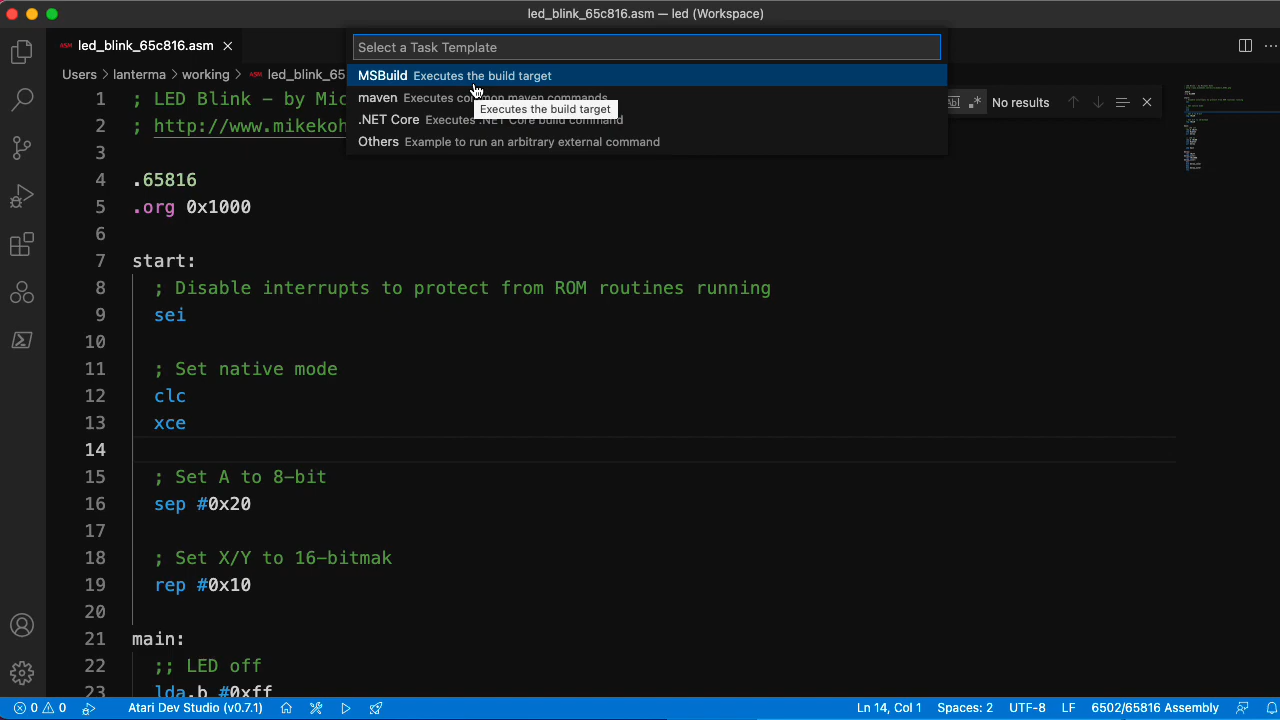 led_blink_65c816.asm — led (Workspace)
ASM led_blink_65c816.asm
Select a Task Template
Users > lanterma > working > ASM led_blink_65
MSBuild Executes the build target
maven Executes common maven commands
Executes the build target
.NET Core Executes .NET Core build command
Others Example to run an arbitrary external command
No results
1 ; LED Blink - by Mic
2 ; http://www.mikekoh
3
4 .65816
5 .org 0x1000
6
7 start:
8 ; Disable interrupts to protect from ROM routines running
9 sei
10
11 ; Set native mode
12 clc
13 xce
14
15 ; Set A to 8-bit
16 sep #0x20
17
18 ; Set X/Y to 16-bitmak
19 rep #0x10
20
21 main:
22 ;; LED off
23 lda.b #0xff
0 0 Atari Dev Studio (v0.7.1) Ln 14, Col 1 Spaces: 2 UTF-8 LF 6502/65816 Assembly